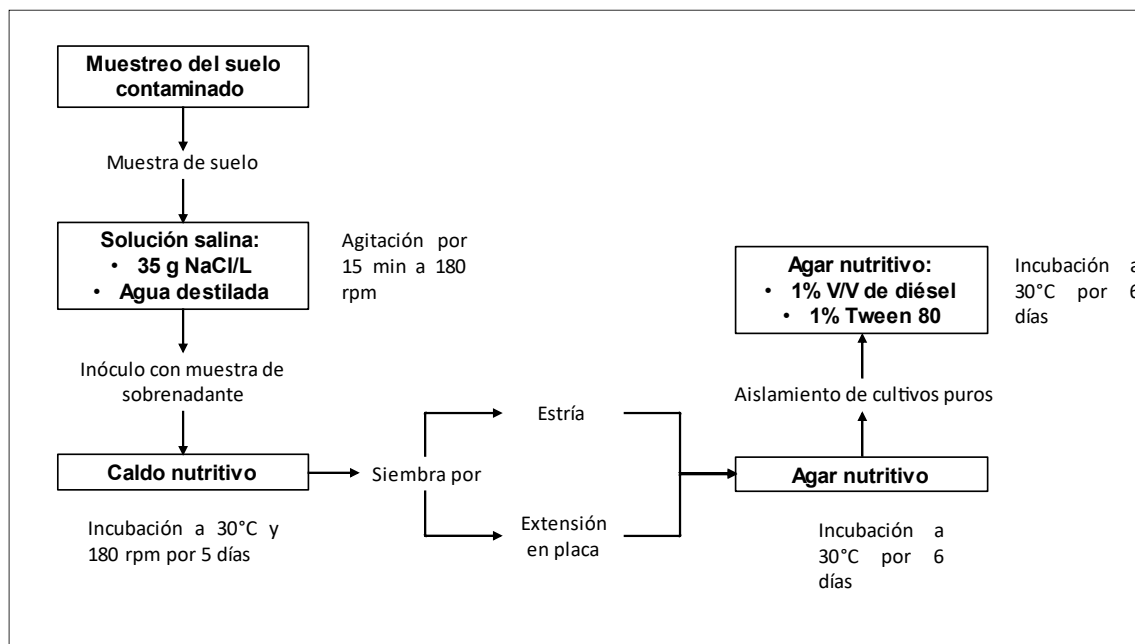 Muestreo del suelo
contaminado
Muestra de suelo
Solución salina:
• 35 g NaCl/L
• Agua destilada
Agitación por
15 min a 180
rpm
Inóculo con muestra de
sobrenadante
Caldo nutritivo
Incubación a 30°C y
180 rpm por 5 días
Siembra por
Estría
Extensión
en placa
Agar nutritivo
Incubación a
30°C por 6
días
Aislamiento de cultivos puros
Agar nutritivo:
• 1% V/V de diésel
• 1% Tween 80
Incubación a
30°C por 6
días